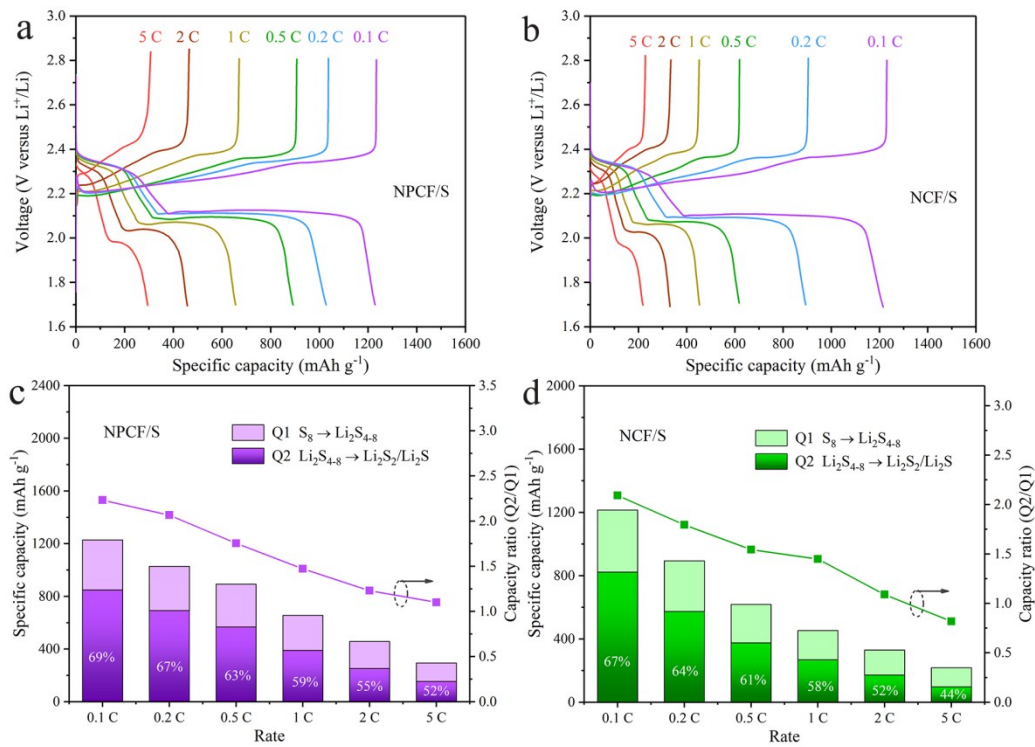 a
3.0
2.8
2.6
2.4
2.2
2.0
1.8
1.6
Voltage (V versus Li⁺/Li)
5 C 2 C 1 C 0.5 C 0.2 C 0.1 C
NPCF/S
0 200 400 600 800 1000 1200 1400 1600
Specific capacity (mAh g⁻¹)
b
3.0
2.8
2.6
2.4
2.2
2.0
1.8
1.6
Voltage (V versus Li⁺/Li)
5 C 2 C 1 C 0.5 C 0.2 C 0.1 C
NCF/S
0 200 400 600 800 1000 1200 1400 1600
Specific capacity (mAh g⁻¹)
c
2400
2000
1600
1200
800
400
0
Specific capacity (mAh g⁻¹)
NPCF/S
Q1 S₈ → Li₂S₄₋₈
Q2 Li₂S₄₋₈ → Li₂S₂/Li₂S
69% 67% 63% 59% 55% 52%
3.5
3.0
2.5
2.0
1.5
1.0
0.5
0.0
Capacity ratio (Q2/Q1)
0.1 C 0.2 C 0.5 C 1 C 2 C 5 C
Rate
d
2000
1600
1200
800
400
0
Specific capacity (mAh g⁻¹)
NCF/S
Q1 S₈ → Li₂S₄₋₈
Q2 Li₂S₄₋₈ → Li₂S₂/Li₂S
67% 64% 61% 58% 52% 44%
3.0
2.5
2.0
1.5
1.0
0.5
0.0
Capacity ratio (Q2/Q1)
0.1 C 0.2 C 0.5 C 1 C 2 C 5 C
Rate